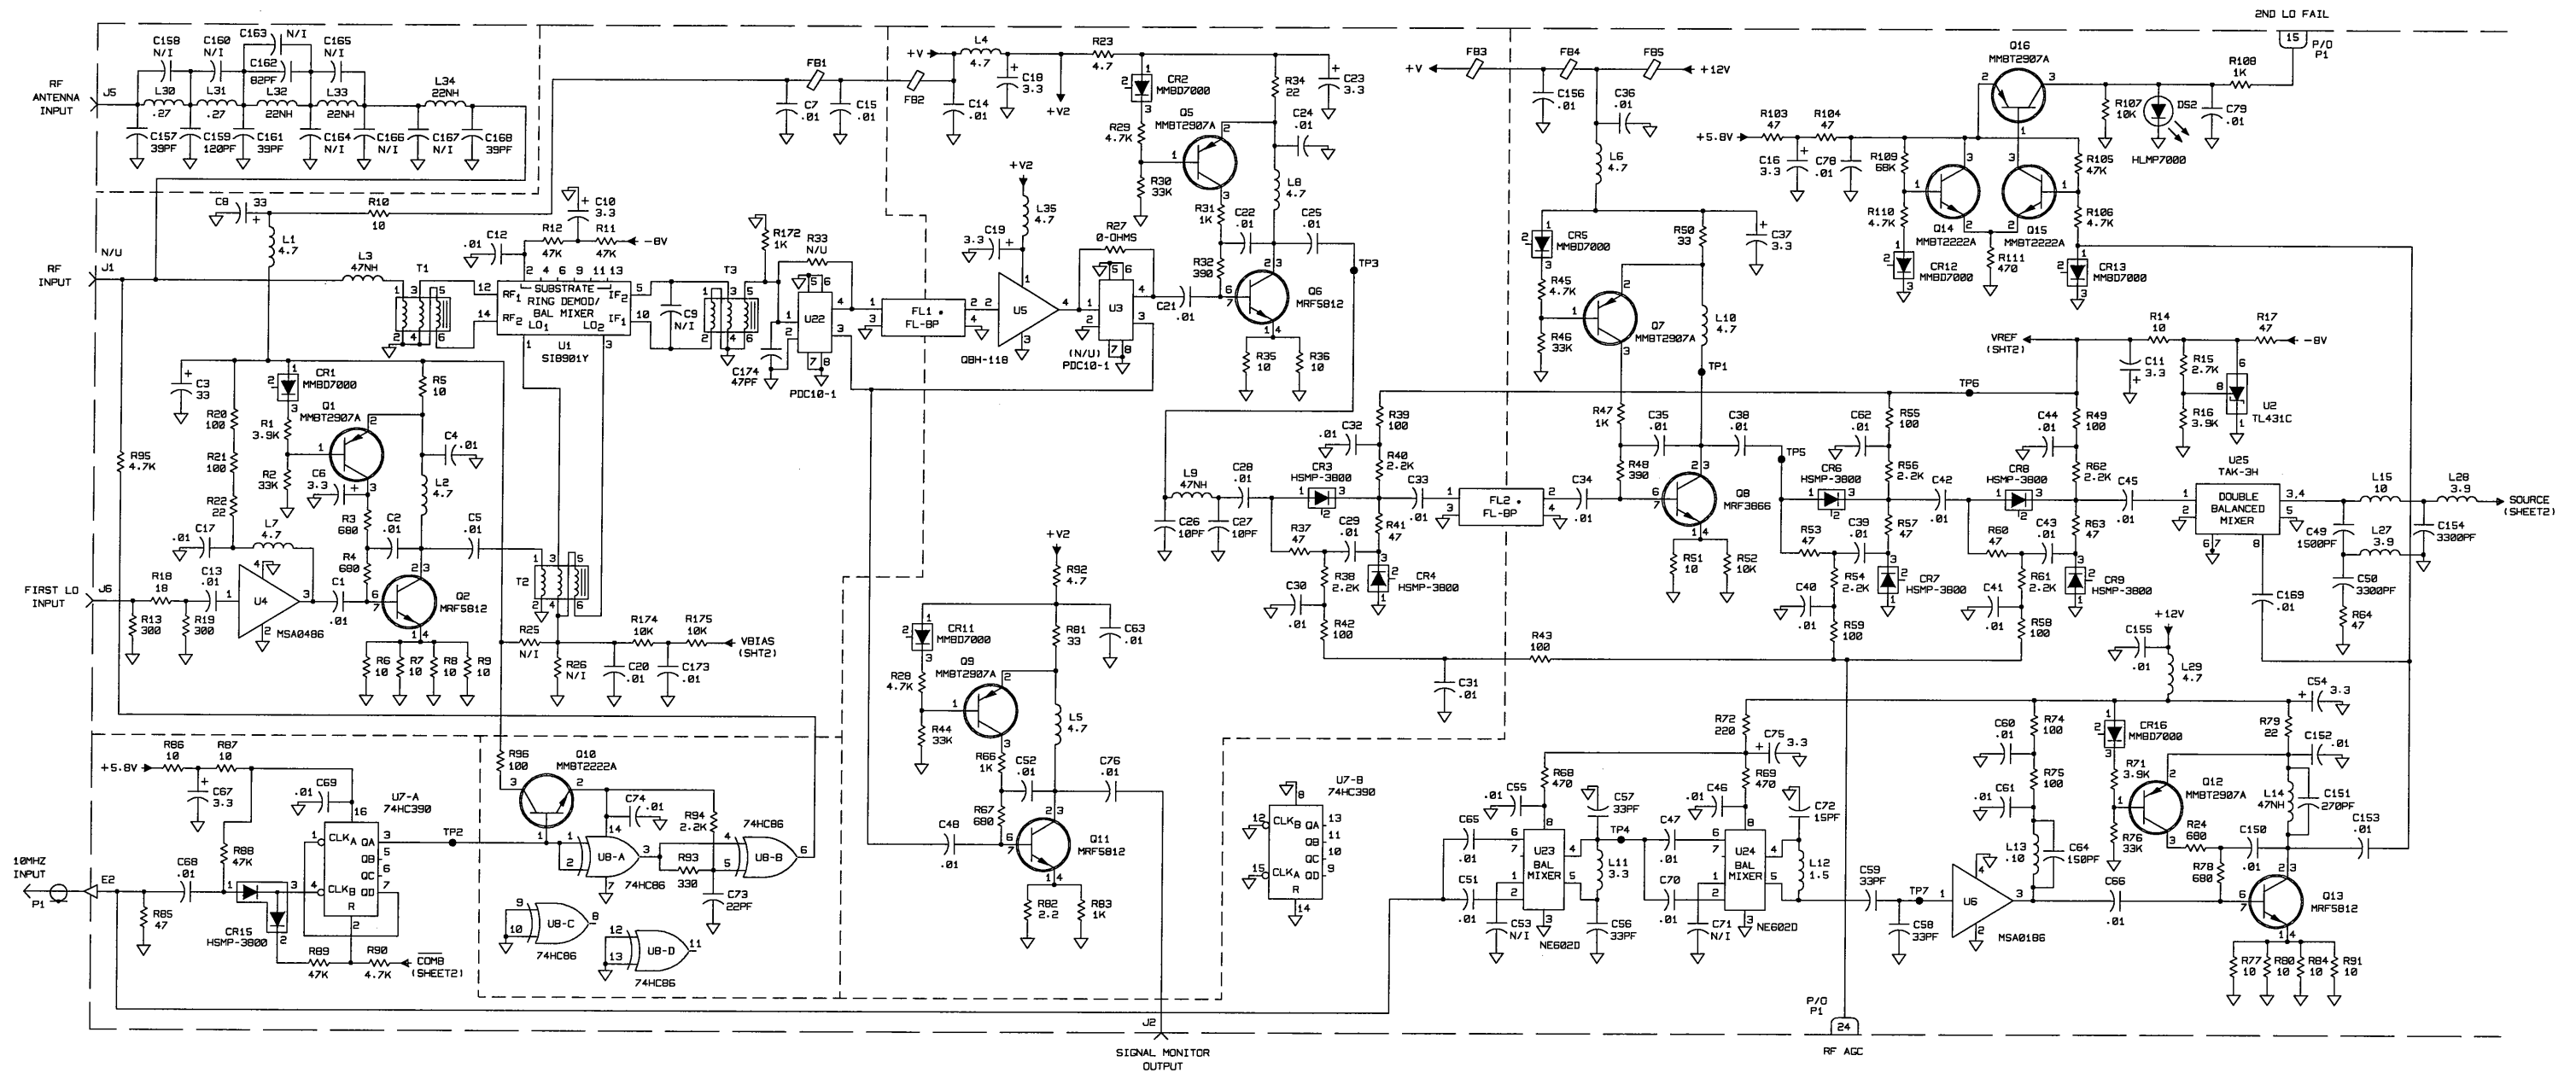 2ND LO FAIL
15
P/O
P1
RF
ANTENNA
INPUT
J5
C158
N/I
C160
N/I
C163
N/I
C162
82PF
C165
N/I
L30
.27
L31
.27
L32
22NH
L33
22NH
L34
22NH
C157
39PF
C159
120PF
C161
39PF
C164
N/I
C166
N/I
C167
N/I
C168
39PF
FB1
C7
.01
C15
.01
FB2
+V
L4
4.7
C14
.01
C18
3.3
+V2
R23
4.7
CR2
MMBD7000
R29
4.7K
R30
33K
Q5
MMBT2907A
R34
22
C23
3.3
C24
.01
L8
4.7
R31
1K
C22
.01
C25
.01
R32
390
Q6
MRF5812
R35
10
R36
10
TP3
+V
FB3
FB4
FB5
+12V
C156
.01
C36
.01
L6
4.7
CR5
MMBD7000
R45
4.7K
R46
33K
Q7
MMBT2907A
R50
33
C37
3.3
L10
4.7
TP1
+5.8V
R103
47
R104
47
C16
3.3
C78
.01
R109
68K
R110
4.7K
Q14
MMBT2222A
Q15
MMBT2222A
Q16
MMBT2907A
R111
470
CR12
MMBD7000
CR13
MMBD7000
R105
47K
R106
4.7K
R107
10K
DS2
HLMP7000
C79
.01
R108
1K
C8
33
R10
10
L1
4.7
N/U
J1
RF
INPUT
L3
47NH
T1
C12
.01
R12
47K
C10
3.3
R11
47K
-8V
2 4 6 9 11 13
SUBSTRATE
RING DEMOD/
BAL MIXER
RF1
RF2
LO1
LO2
IF2
IF1
U1
SI8901Y
C9
N/I
T3
R172
1K
R33
N/U
U22
PDC10-1
C174
47PF
FL1
FL-BP
C19
3.3
+V2
L35
4.7
U5
QBH-118
R27
0-OHMS
U3
(N/U)
PDC10-1
C21
.01
C3
33
R20
100
R21
100
R22
22
CR1
MMBD7000
R1
3.9K
R2
33K
Q1
MMBT2907A
C6
3.3
R5
10
C4
.01
L2
4.7
R3
680
R4
680
C2
.01
C5
.01
R95
4.7K
C17
.01
L7
4.7
FIRST LO
INPUT
J6
R18
18
C13
.01
R13
300
R19
300
U4
MSA0486
C1
.01
Q2
MRF5812
R6
10
R7
10
R8
10
R9
10
T2
R25
N/I
R26
N/I
R174
10K
R175
10K
VBIAS
(SHT2)
C20
.01
C173
.01
+V2
R92
4.7
CR11
MMBD7000
R28
4.7K
R44
33K
Q9
MMBT2907A
R81
33
C63
.01
L5
4.7
R66
1K
C52
.01
C76
.01
R67
680
C48
.01
Q11
MRF5812
R82
2.2
R83
1K
L9
47NH
C26
10PF
C27
10PF
C28
.01
CR3
HSMP-3800
C32
.01
R39
100
R40
2.2K
R37
47
C29
.01
R41
47
C30
.01
R38
2.2K
CR4
HSMP-3800
R42
100
C33
.01
FL2
FL-BP
C34
.01
R47
1K
C35
.01
R48
390
C38
.01
Q8
MRF3866
R51
10
R52
10K
R43
100
C31
.01
TP5
CR6
HSMP-3800
C62
.01
R55
100
R56
2.2K
R53
47
C39
.01
R57
47
C40
.01
R54
2.2K
CR7
HSMP-3800
R59
100
C42
.01
TP6
CR8
HSMP-3800
C44
.01
R49
100
R62
2.2K
R60
47
C43
.01
R63
47
C41
.01
R61
2.2K
CR9
HSMP-3800
R58
100
C45
.01
VREF
(SHT2)
R14
10
R17
47
-8V
C11
3.3
R15
2.7K
R16
3.9K
U2
TL431C
U25
TAK-3H
DOUBLE
BALANCED
MIXER
C169
.01
L15
10
L28
3.9
SOURCE
(SHEET2)
C49
1500PF
L27
3.9
C154
3300PF
C50
3300PF
R64
47
+12V
C155
.01
L29
4.7
C54
3.3
R72
220
C75
3.3
R68
470
C55
.01
C57
33PF
TP4
C65
.01
C51
.01
C53
N/I
U23
BAL
MIXER
NE602D
L11
3.3
C56
33PF
C47
.01
C46
.01
R69
470
C70
.01
C71
N/I
U24
BAL
MIXER
NE602D
C72
15PF
L12
1.5
C59
33PF
C58
33PF
TP7
U6
MSA0186
C60
.01
R74
100
C61
.01
R75
100
L13
.10
C64
150PF
C66
.01
CR16
MMBD7000
R71
3.9K
R76
33K
Q12
MMBT2907A
R24
680
R78
680
C150
.01
R79
22
C152
.01
L14
47NH
C151
270PF
C153
.01
Q13
MRF5812
R77
10
R80
10
R84
10
R91
10
+5.8V
R86
10
R87
10
C67
3.3
C69
.01
U7-A
74HC390
CLKA QA
QB
QC
CLKB QD
R
10MHZ
INPUT
P1
E2
R85
47
C68
.01
R88
47K
CR15
HSMP-3800
R89
47K
R90
4.7K
COMB
(SHEET2)
TP2
R96
100
Q10
MMBT2222A
C74
.01
R94
2.2K
U8-A
74HC86
R93
330
C73
22PF
74HC86
U8-B
U8-C
74HC86
U8-D
74HC86
U7-B
74HC390
CLKB QA
QB
QC
CLKA QD
R
J2
SIGNAL MONITOR
OUTPUT
P/O
P1
24
RF AGC